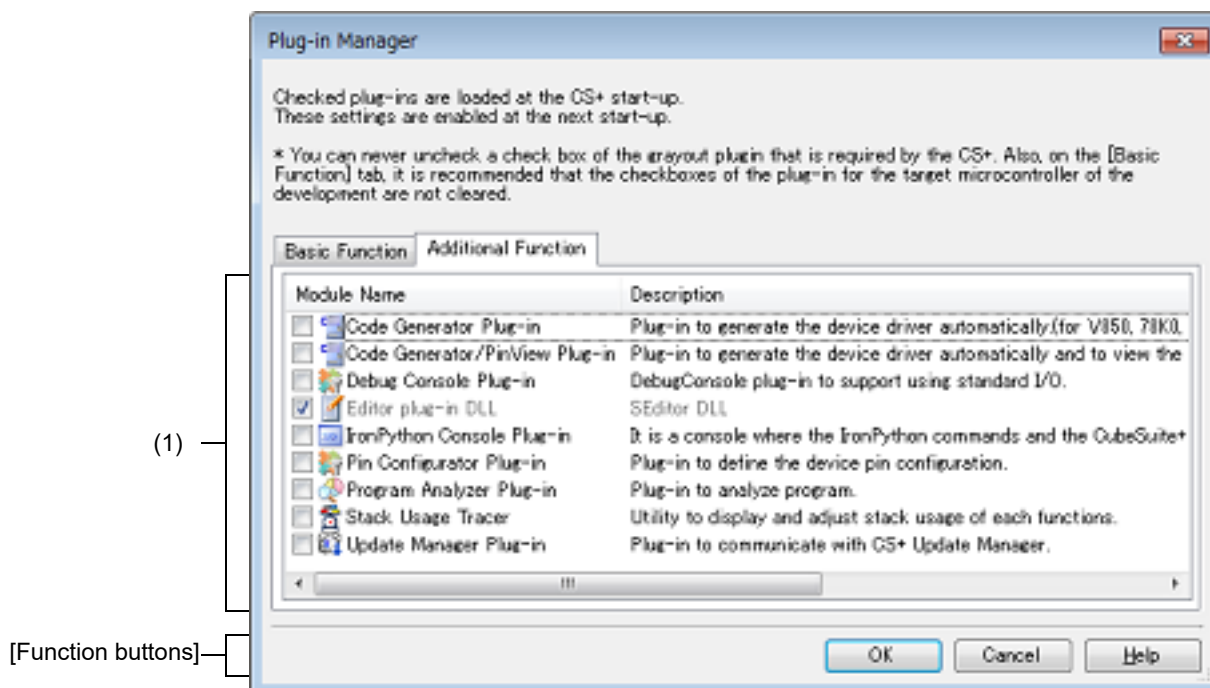 Plug-in Manager
Checked plug-ins are loaded at the CS+ start-up.
These settings are enabled at the next start-up.
* You can never uncheck a check box of the grayout plugin that is required by the CS+. Also, on the [Basic
Function] tab, it is recommended that the checkboxes of the plug-in for the target microcontroller of the
development are not cleared.
Basic Function Additional Function
Module Name Description
Code Generator Plug-in Plug-in to generate the device driver automatically.(for V850, 78K0,
Code Generator/PinView Plug-in Plug-in to generate the device driver automatically and to view the
Debug Console Plug-in DebugConsole plug-in to support using standard I/O.
Editor plug-in DLL SEditor DLL
(1) IronPython Console Plug-in It is a console where the IronPython commands and the CubeSuite+
Pin Configurator Plug-in Plug-in to define the device pin configuration.
Program Analyzer Plug-in Plug-in to analyze program.
Stack Usage Tracer Utility to display and adjust stack usage of each functions.
Update Manager Plug-in Plug-in to communicate with CS+ Update Manager.
[Function buttons] OK Cancel Help